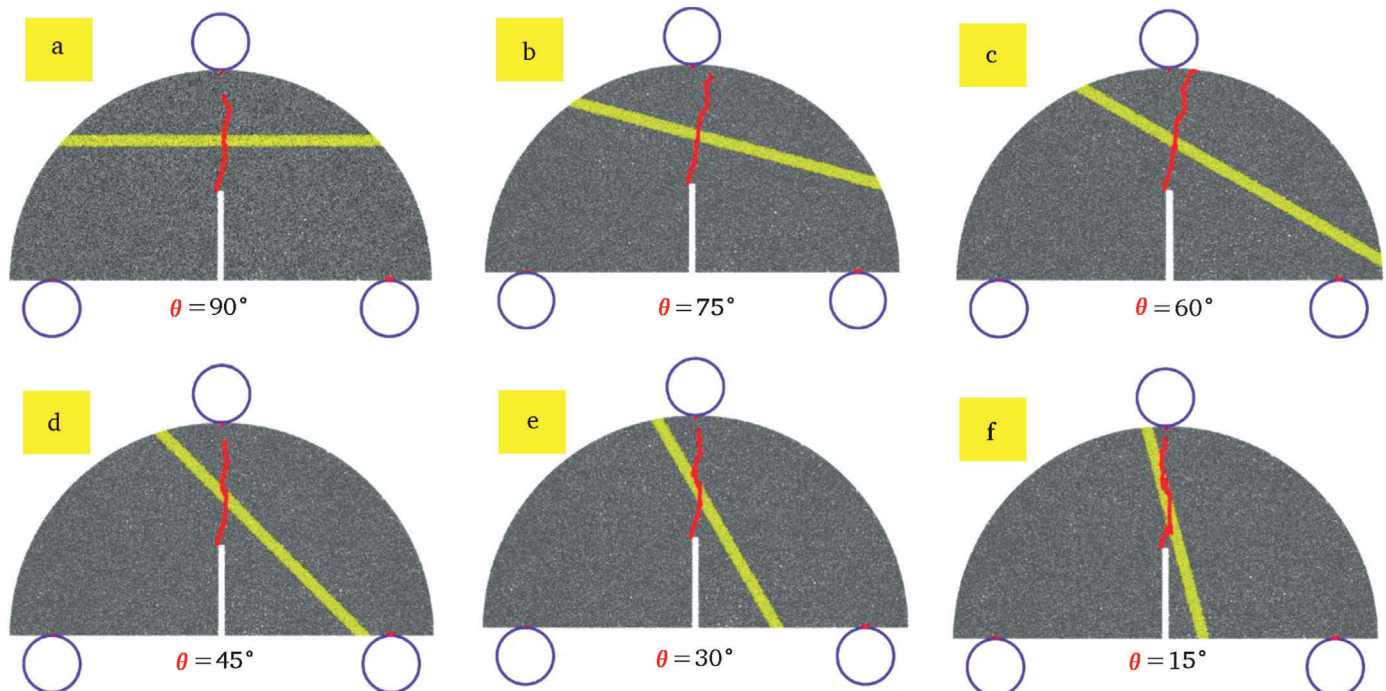 a
b
c
θ = 90°
θ = 75°
θ = 60°
d
e
f
θ = 45°
θ = 30°
θ = 15°